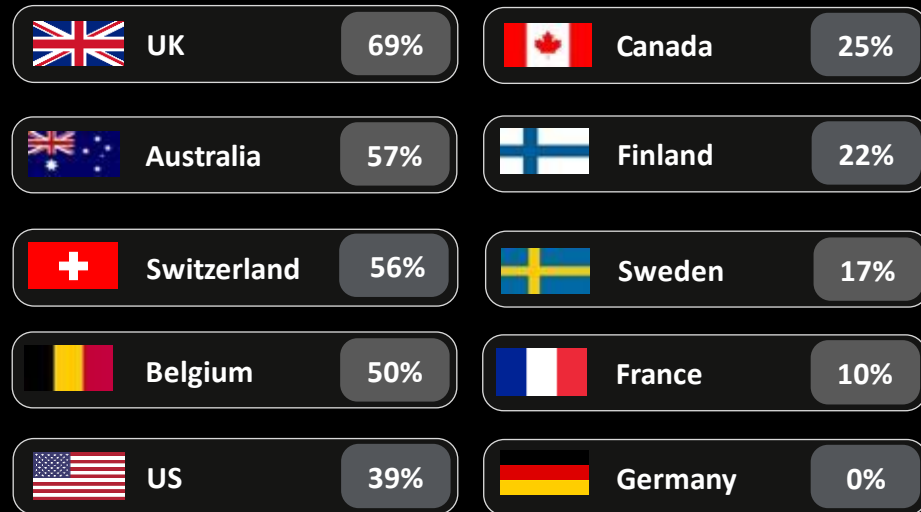 UK 69%
Australia 57%
Switzerland 56%
Belgium 50%
US 39%
Canada 25%
Finland 22%
Sweden 17%
France 10%
Germany 0%